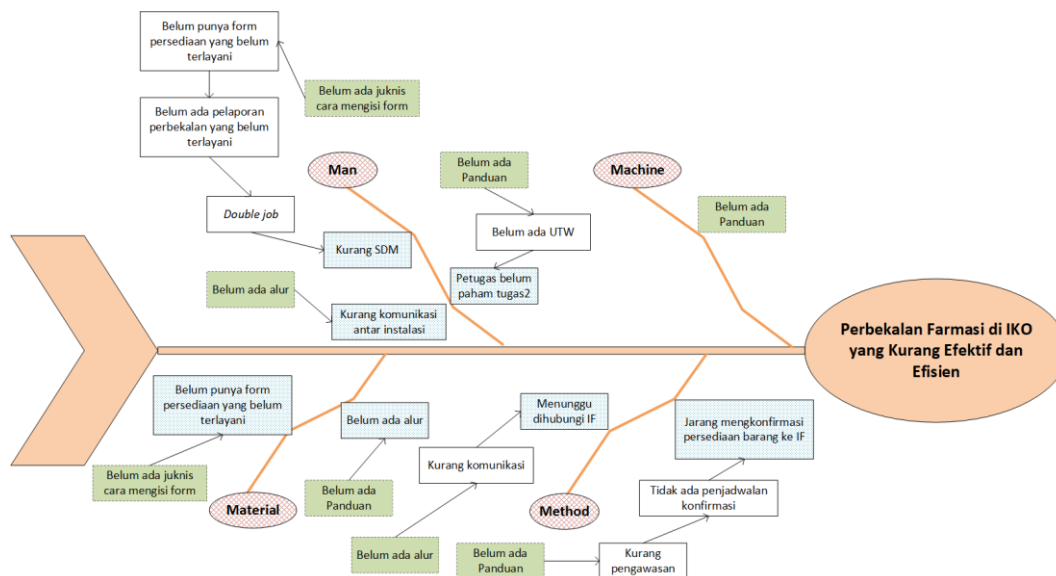 Belum punya form
persediaan yang belum
terlayani
Belum ada juknis
cara mengisi form
Belum ada pelaporan
perbekalan yang belum
terlayani
Double job
Kurang SDM
Belum ada alur
Kurang komunikasi
antar instalasi
Man
Belum ada
Panduan
Belum ada UTW
Petugas belum
paham tugas2
Machine
Belum ada
Panduan
Perbekalan Farmasi di IKO
yang Kurang Efektif dan
Efisien
Belum punya form
persediaan yang belum
terlayani
Belum ada juknis
cara mengisi form
Belum ada alur
Belum ada
Panduan
Material
Menunggu
dihubungi IF
Kurang komunikasi
Belum ada alur
Jarang mengkonfirmasi
persediaan barang ke IF
Tidak ada penjadwalan
konfirmasi
Kurang
pengawasan
Belum ada
Panduan
Method